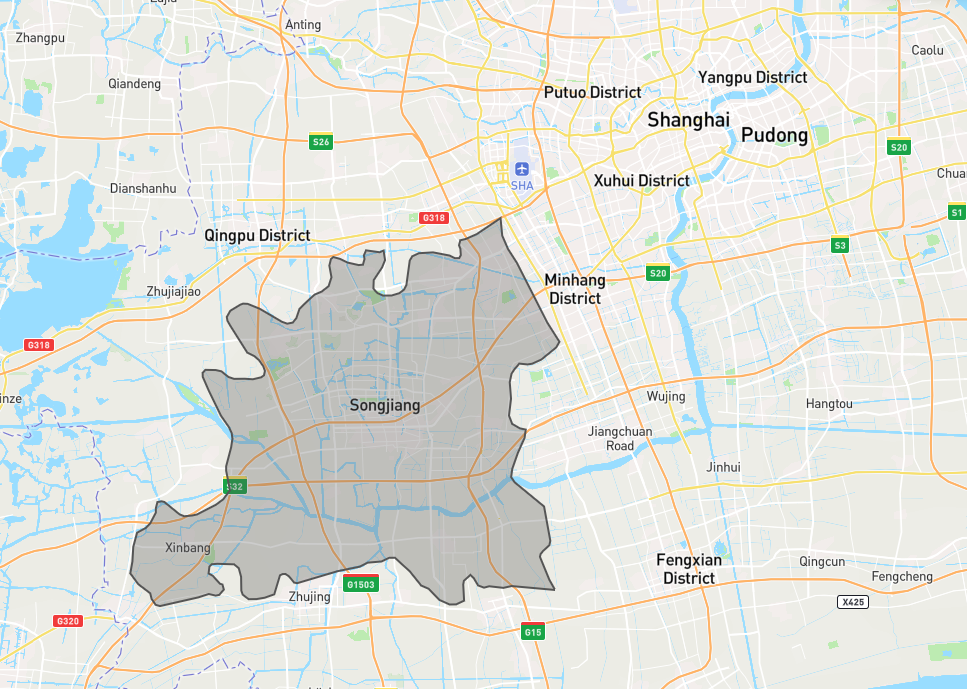 Anting
Zhangpu
Caolu
Qiandeng
Yangpu District
Putuo District
Shanghai
Pudong
S26
S20
SHA
Xuhui District
Dianshanhu
S1
G318
Qingpu District
S3
S20
Minhang
District
Zhujiajiao
G318
Wujing
Songjiang
Hangtou
Jiangchuan
Road
Jinhui
S32
Xinbang
Fengxian
District
Qingcun
Fengcheng
G1503
Zhujing
X425
G320
G15